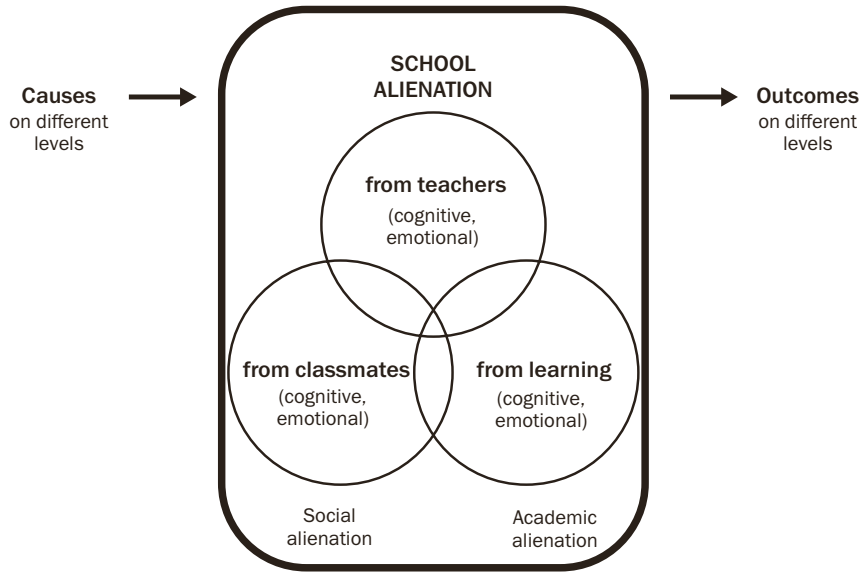 SCHOOL
ALIENATION
Causes
on different
levels
Outcomes
on different
levels
from teachers
(cognitive,
emotional)
from classmates
(cognitive,
emotional)
from learning
(cognitive,
emotional)
Social
alienation
Academic
alienation